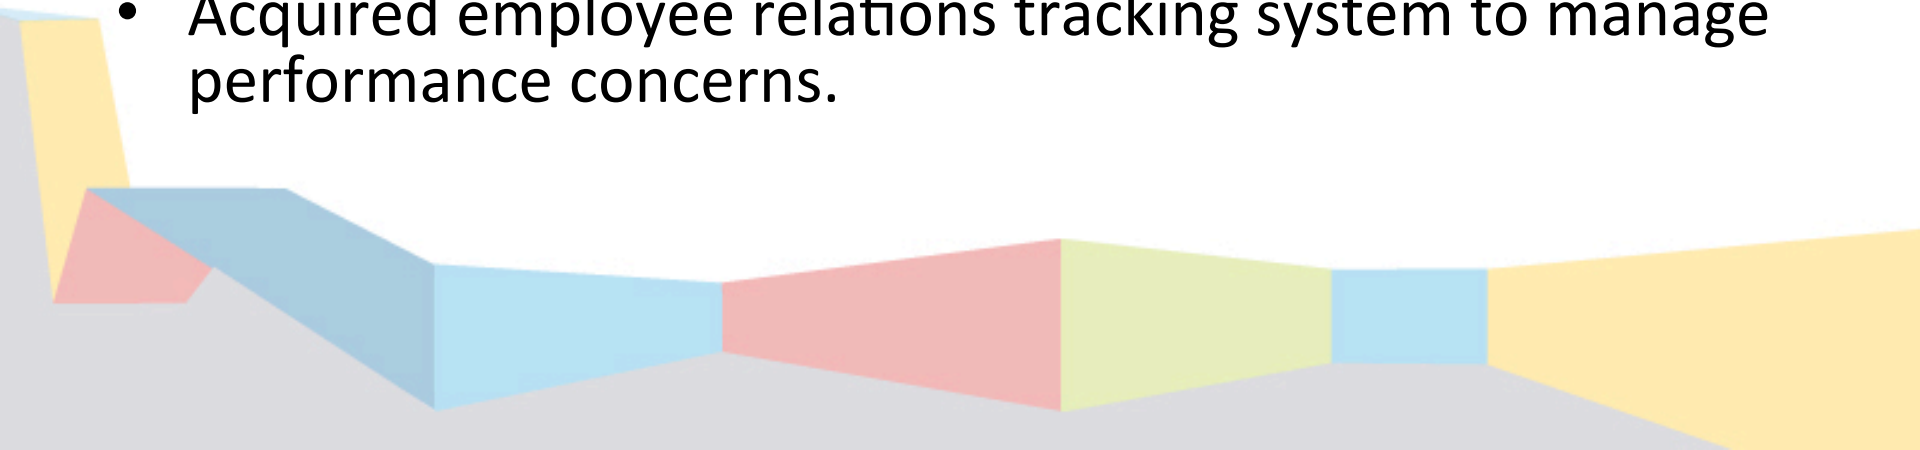 • Acquired employee relations tracking system to manage
performance concerns.